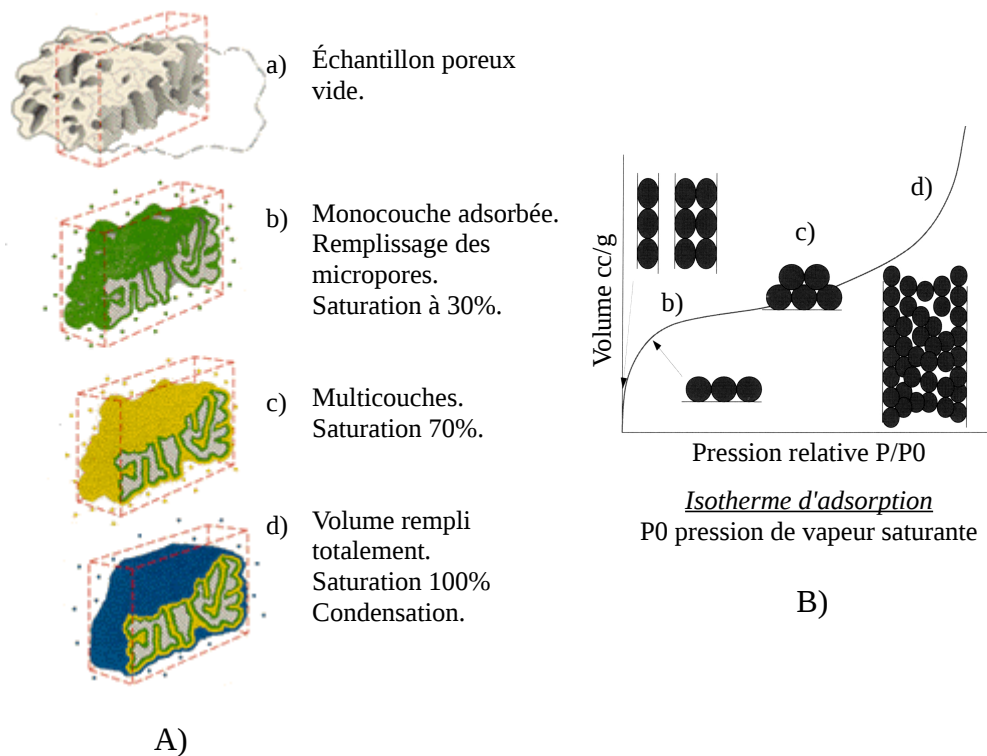 a)
Échantillon poreux
vide.
b)
Monocouche adsorbée.
Remplissage des
micropores.
Saturation à 30%.
c)
Multicouches.
Saturation 70%.
d)
Volume rempli
totalement.
Saturation 100%
Condensation.
A)
Volume cc/g
b)
c)
d)
Pression relative P/P0
Isotherme d'adsorption
P0 pression de vapeur saturante
B)